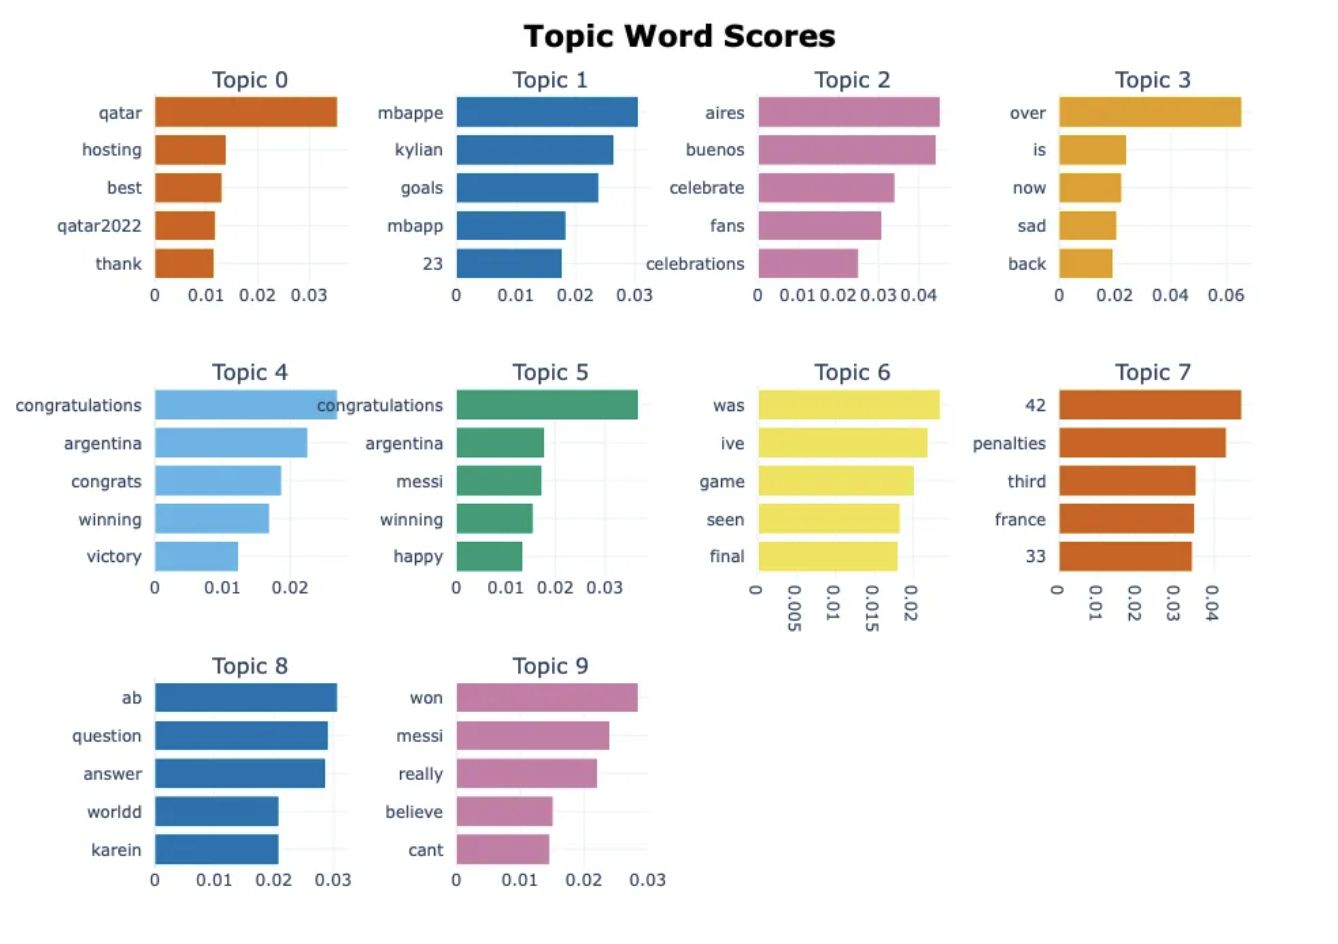 Topic Word Scores
Topic 0
qatar
hosting
best
qatar2022
thank
0 0.01 0.02 0.03
Topic 1
mbappe
kylian
goals
mbapp
23
0 0.01 0.02 0.03
Topic 2
aires
buenos
celebrate
fans
celebrations
0 0.01 0.02 0.03 0.04
Topic 3
over
is
now
sad
back
0 0.02 0.04 0.06
Topic 4
congratulations
argentina
congrats
winning
victory
0 0.01 0.02
Topic 5
congratulations
argentina
messi
winning
happy
0 0.01 0.02 0.03
Topic 6
was
ive
game
seen
final
0 0.005 0.01 0.015 0.02
Topic 7
42
penalties
third
france
33
0 0.01 0.02 0.03 0.04
Topic 8
ab
question
answer
worldd
karein
0 0.01 0.02 0.03
Topic 9
won
messi
really
believe
cant
0 0.01 0.02 0.03